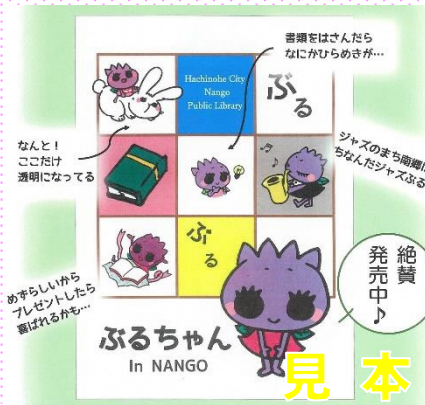 書類をはさんだら
なにかひらめきが…
Hachinohe City
Nango
Public Library
ぶ
る
なんと！
ここだけ
透明になってる
ジャズのまち南郷に
ちなんだジャズぶる
ぶ
る
めずらしいから
プレゼントしたら
喜ばれるかも…
絶賛
発売中♪
ぶるちゃん
In NANGO
見本